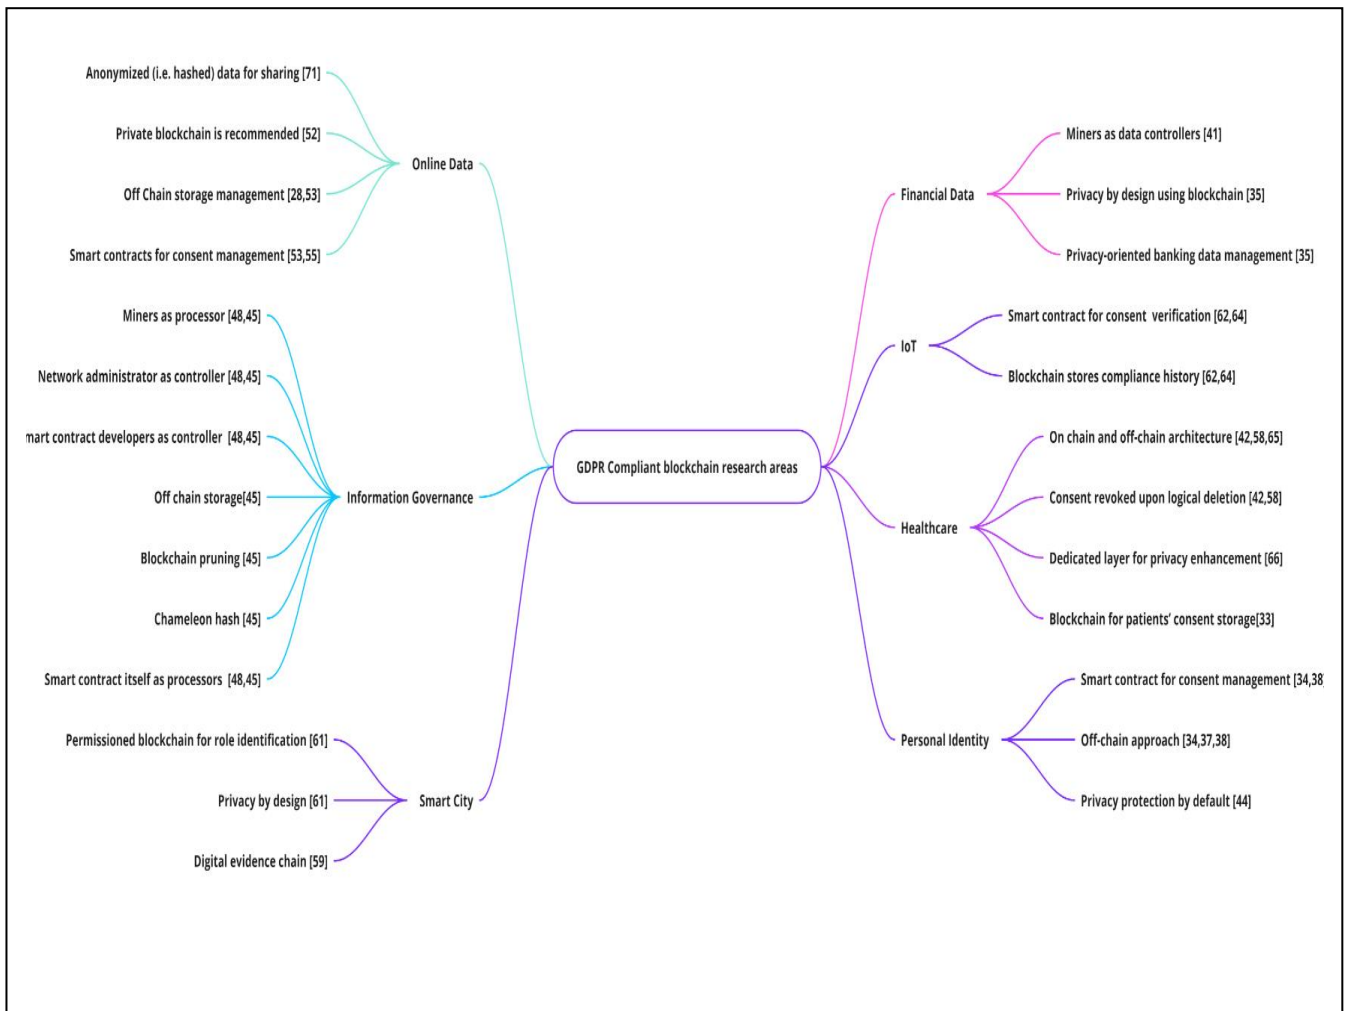 Anonymized (i.e. hashed) data for sharing [71]
Private blockchain is recommended [52]
Off Chain storage management [28,53]
Smart contracts for consent management [53,55]
Online Data
Miners as processor [48,45]
Network administrator as controller [48,45]
mart contract developers as controller [48,45]
Off chain storage[45]
Blockchain pruning [45]
Chameleon hash [45]
Smart contract itself as processors [48,45]
Information Governance
Permissioned blockchain for role identification [61]
Privacy by design [61]
Digital evidence chain [59]
Smart City
GDPR Compliant blockchain research areas
Financial Data
Miners as data controllers [41]
Privacy by design using blockchain [35]
Privacy-oriented banking data management [35]
IoT
Smart contract for consent verification [62,64]
Blockchain stores compliance history [62,64]
Healthcare
On chain and off-chain architecture [42,58,65]
Consent revoked upon logical deletion [42,58]
Dedicated layer for privacy enhancement [66]
Blockchain for patients’ consent storage[33]
Personal Identity
Smart contract for consent management [34,38
Off-chain approach [34,37,38]
Privacy protection by default [44]